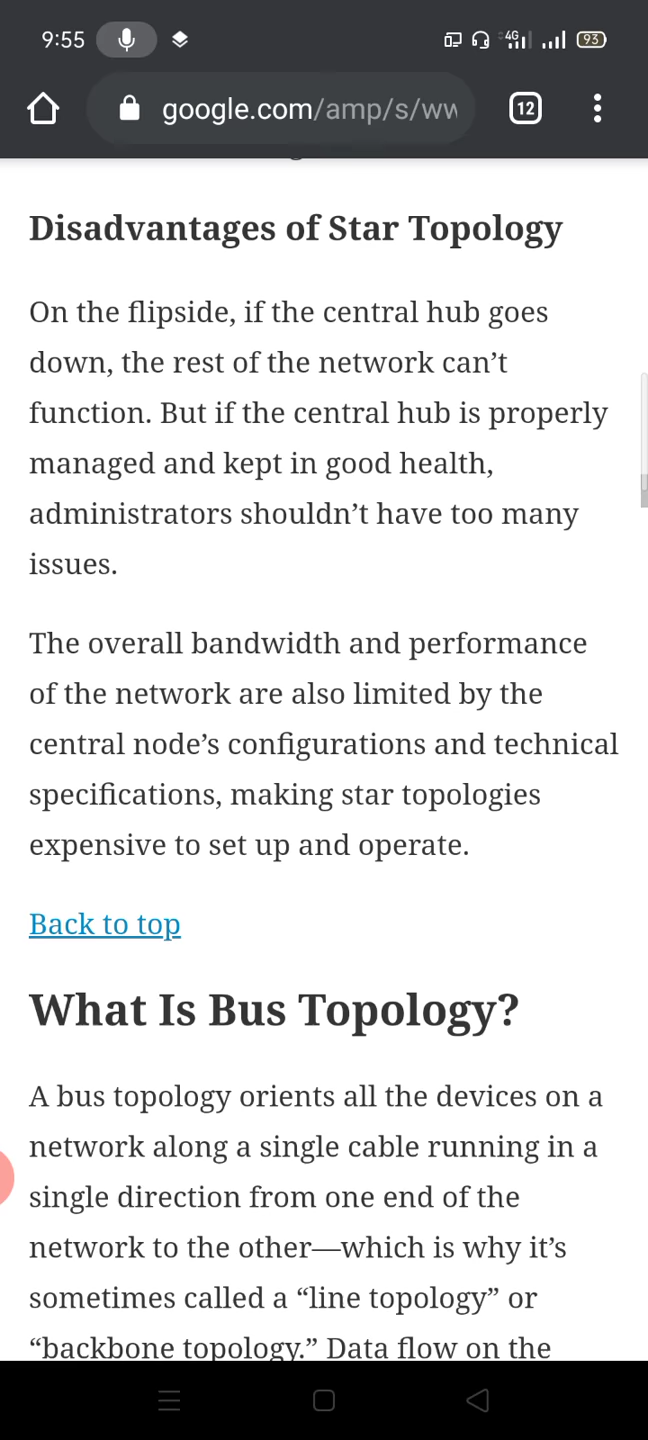 9:55
4G
93
google.com/amp/s/ww
12
Disadvantages of Star Topology
On the flipside, if the central hub goes
down, the rest of the network can’t
function. But if the central hub is properly
managed and kept in good health,
administrators shouldn’t have too many
issues.
The overall bandwidth and performance
of the network are also limited by the
central node’s configurations and technical
specifications, making star topologies
expensive to set up and operate.
Back to top
What Is Bus Topology?
A bus topology orients all the devices on a
network along a single cable running in a
single direction from one end of the
network to the other—which is why it’s
sometimes called a “line topology” or
“backbone topology.” Data flow on the